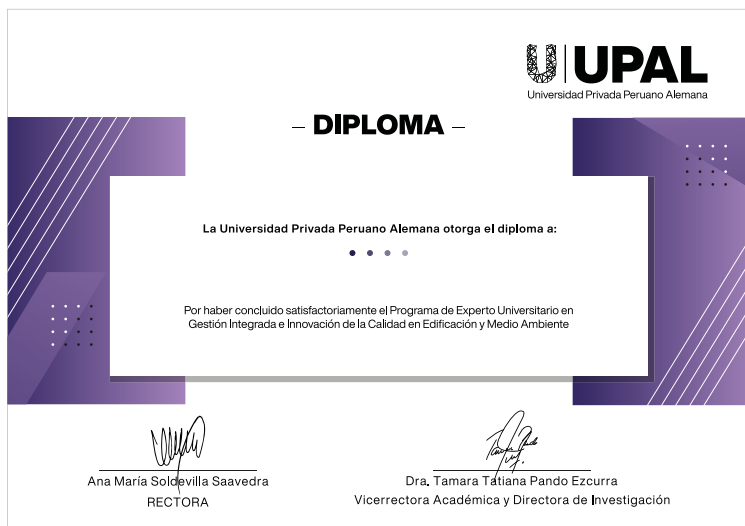 UPAL
Universidad Privada Peruano Alemana
– DIPLOMA –
La Universidad Privada Peruano Alemana otorga el diploma a:
Por haber concluido satisfactoriamente el Programa de Experto Universitario en
Gestión Integrada e Innovación de la Calidad en Edificación y Medio Ambiente
Ana María Soldevilla Saavedra
RECTORA
Dra. Tamara Tatiana Pando Ezcurra
Vicerrectora Académica y Directora de Investigación